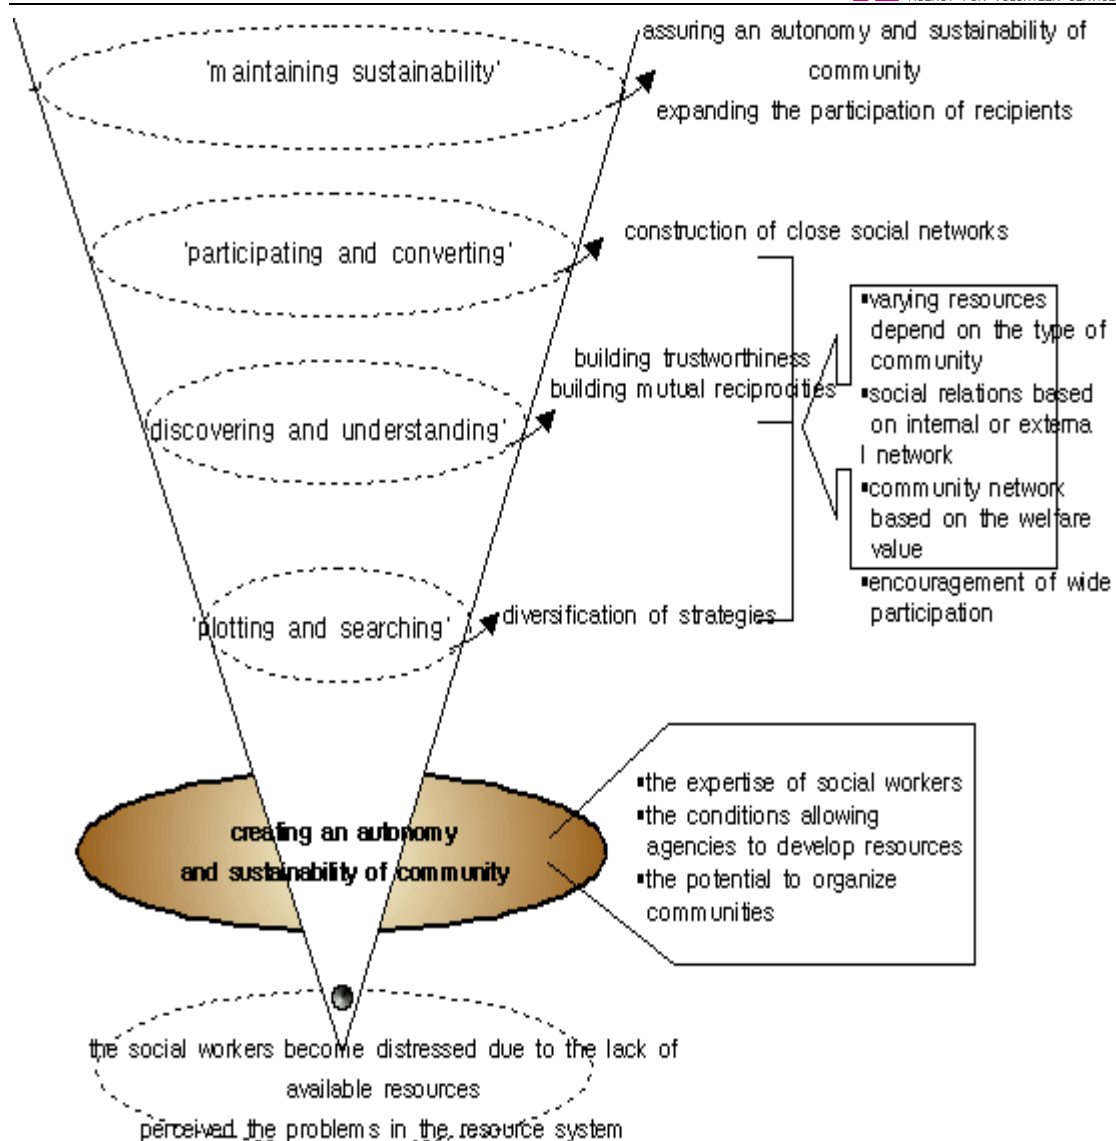 assuring an autonomy and sustainability of
community
'maintaining sustainability'
expanding the participation of recipients
construction of close social networks
'participating and converting'
▪varying resources
depend on the type of
community
building trustworthiness
building mutual reciprocities
▪social relations based
on internal or externa
l network
discovering and understanding'
▪community network
based on the welfare
value
▪encouragement of wide
participation
diversification of strategies
'plotting and searching'
▪the expertise of social workers
▪the conditions allowing
agencies to develop resources
▪the potential to organize
communities
creating an autonomy
and sustainability of community
the social workers become distressed due to the lack of
available resources
perceived the problems in the resource system